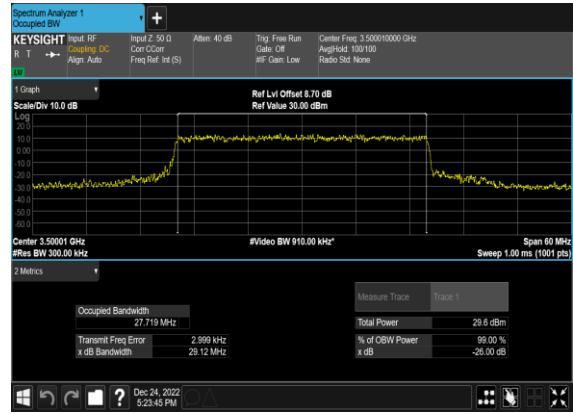 Spectrum Analyzer 1
Occupied BW
+
KEYSIGHT Input: RF Input Z: 50 Ω Atten: 40 dB Trig: Free Run Center Freq: 3.500010000 GHz
R T Coupling: DC Corr CCorr Gate: Off Avg|Hold: 100/100
Align: Auto Freq Ref: Int (S) #IF Gain: Low Radio Std: None
LW
1 Graph
Ref Lvl Offset 8.70 dB
Scale/Div 10.0 dB Ref Value 30.00 dBm
Log
20.0
10.0
0.00
-10.0
-20.0
-30.0
-40.0
-50.0
-60.0
Center 3.50001 GHz #Video BW 910.00 kHz* Span 60 MHz
#Res BW 300.00 kHz Sweep 1.00 ms (1001 pts)
2 Metrics
Measure Trace Trace 1
Occupied Bandwidth
27.719 MHz Total Power 29.6 dBm
Transmit Freq Error 2.999 kHz % of OBW Power 99.00 %
x dB Bandwidth 29.12 MHz x dB -26.00 dB
? Dec 24, 2022
5:23:45 PM